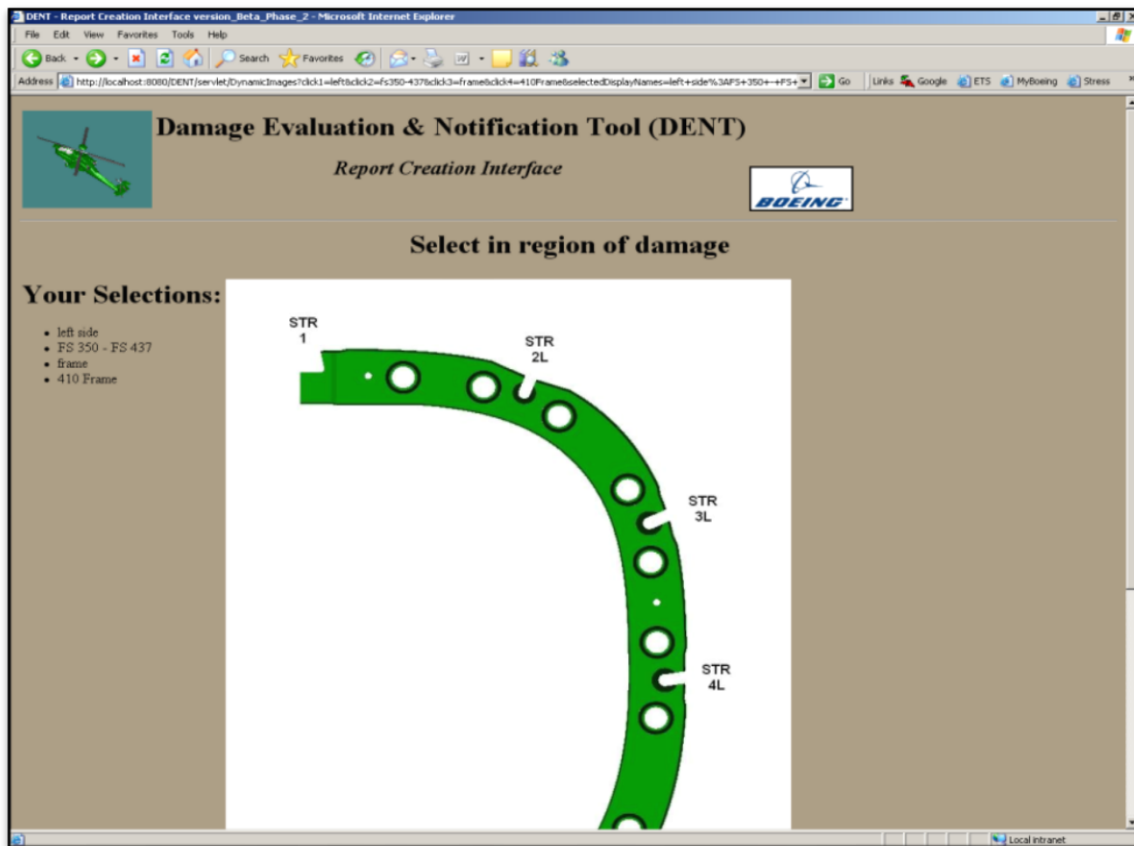 DENT - Report Creation Interface version_Beta_Phase_2 - Microsoft Internet Explorer
File Edit View Favorites Tools Help
Back Search Favorites
Address http://localhost:8080/DENT/servlet/DynamicImages?click1=left&click2=fs350-437&click3=frame&click4=410Frame&selectedDisplayNames=left+side%3AFS+350+-+FS+ Go Links Google ETS MyBoeing Stress »
Damage Evaluation & Notification Tool (DENT)
Report Creation Interface
BOEING
Select in region of damage
Your Selections:
• left side
• FS 350 - FS 437
• frame
• 410 Frame
STR
1
STR
2L
STR
3L
STR
4L
Local intranet